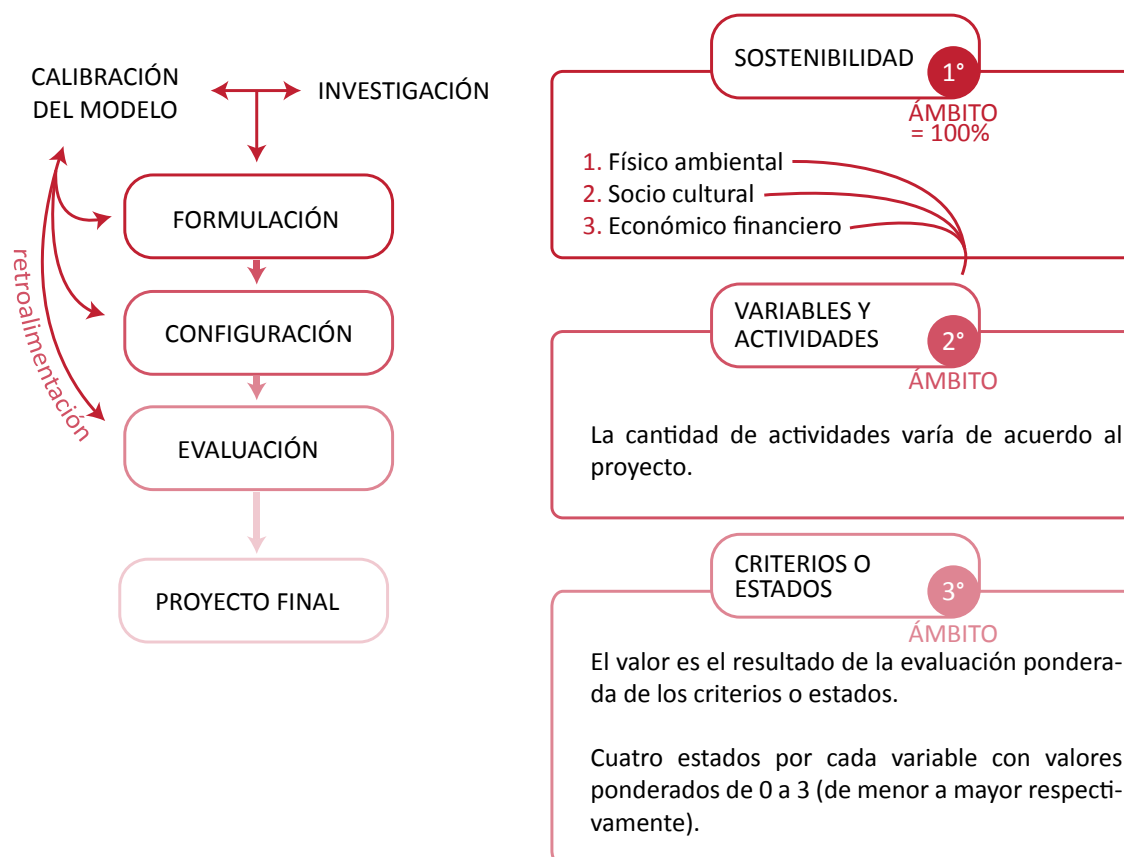 CALIBRACIÓN
DEL MODELO
INVESTIGACIÓN
FORMULACIÓN
CONFIGURACIÓN
EVALUACIÓN
PROYECTO FINAL
retroalimentación
SOSTENIBILIDAD
1°
ÁMBITO
= 100%
1. Físico ambiental
2. Socio cultural
3. Económico financiero
VARIABLES Y
ACTIVIDADES
2°
ÁMBITO
La cantidad de actividades varía de acuerdo al
proyecto.
CRITERIOS O
ESTADOS
3°
ÁMBITO
El valor es el resultado de la evaluación pondera-
da de los criterios o estados.
Cuatro estados por cada variable con valores
ponderados de 0 a 3 (de menor a mayor respecti-
vamente).